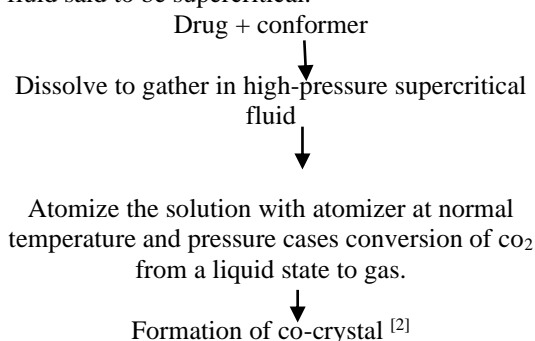 fluid said to be supercritical.
Drug + conformer
Dissolve to gather in high-pressure supercritical
fluid
Atomize the solution with atomizer at normal
temperature and pressure cases conversion of co₂
from a liquid state to gas.
Formation of co-crystal [2]